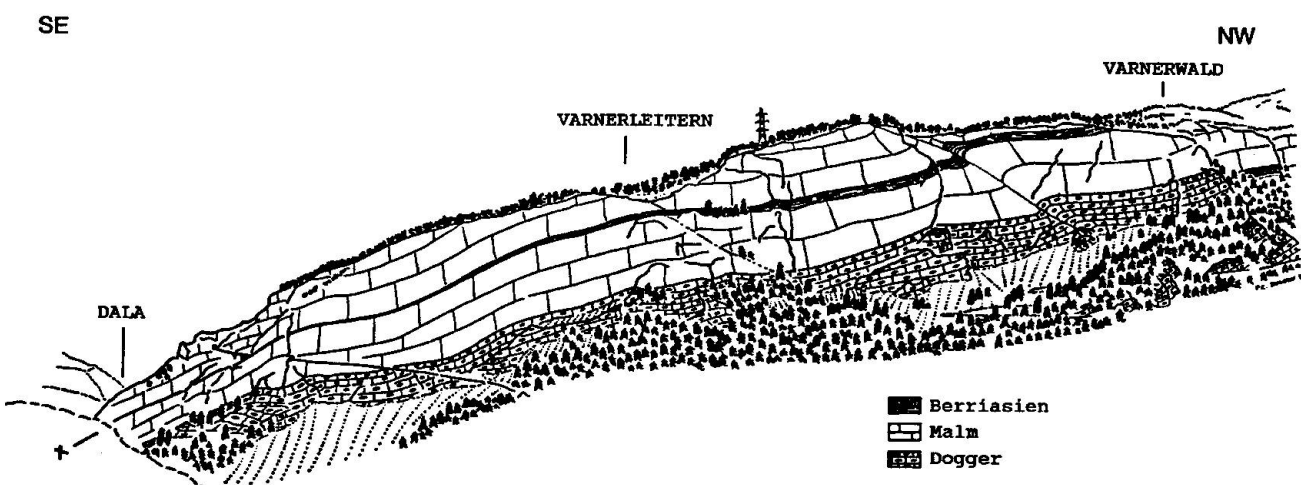 SE
NW
VARNERWALD
VARNERLEITERN
DALA
Berriasien
Malm
Dogger